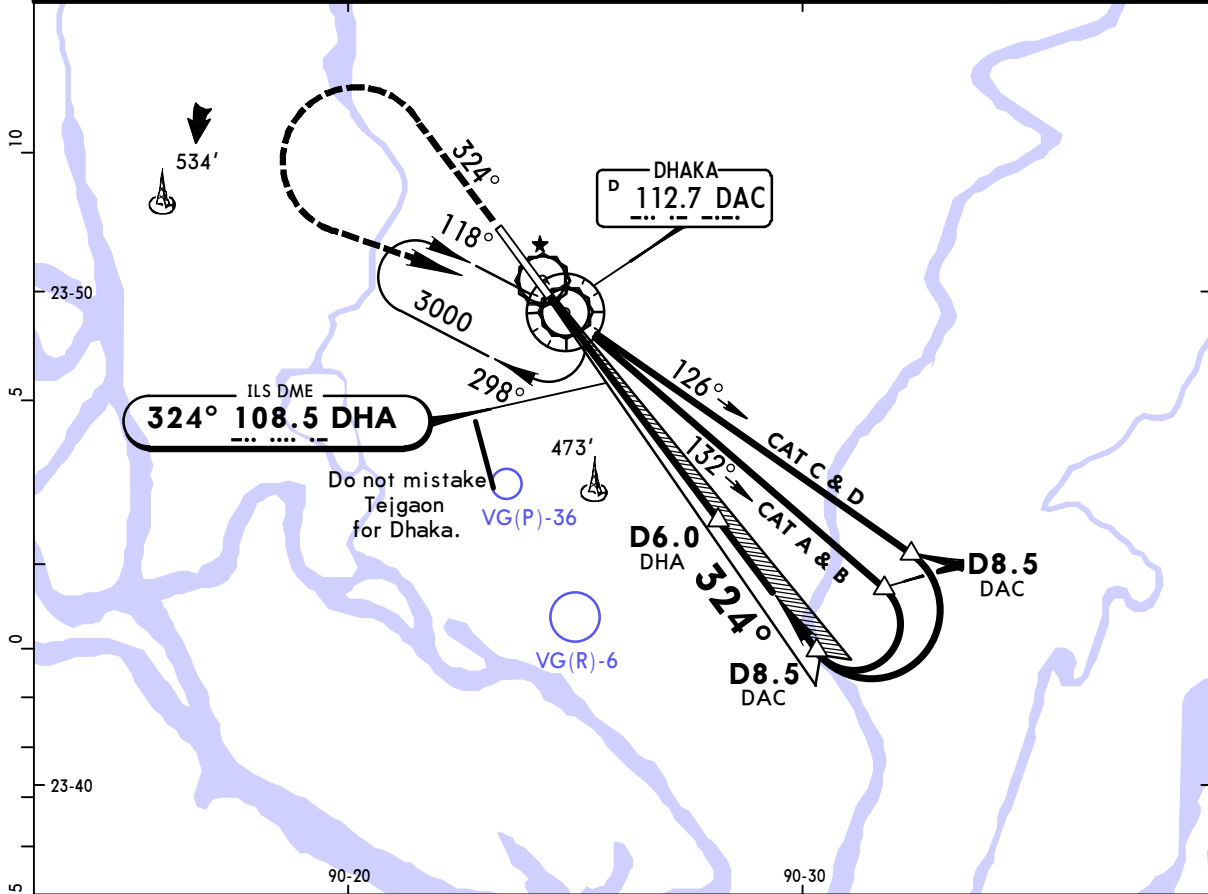 10
534'
324°
DHAKA
D 112.7 DAC
118°
23-50
3000
298°
5
ILS DME
324° 108.5 DHA
126°
CAT C & D
132°
CAT A & B
473'
Do not mistake
Tejgaon
for Dhaka.
VG(P)-36
D6.0
DHA
324°
D8.5
DAC
0
VG(R)-6
D8.5
DAC
23-40
5
90-20
90-30